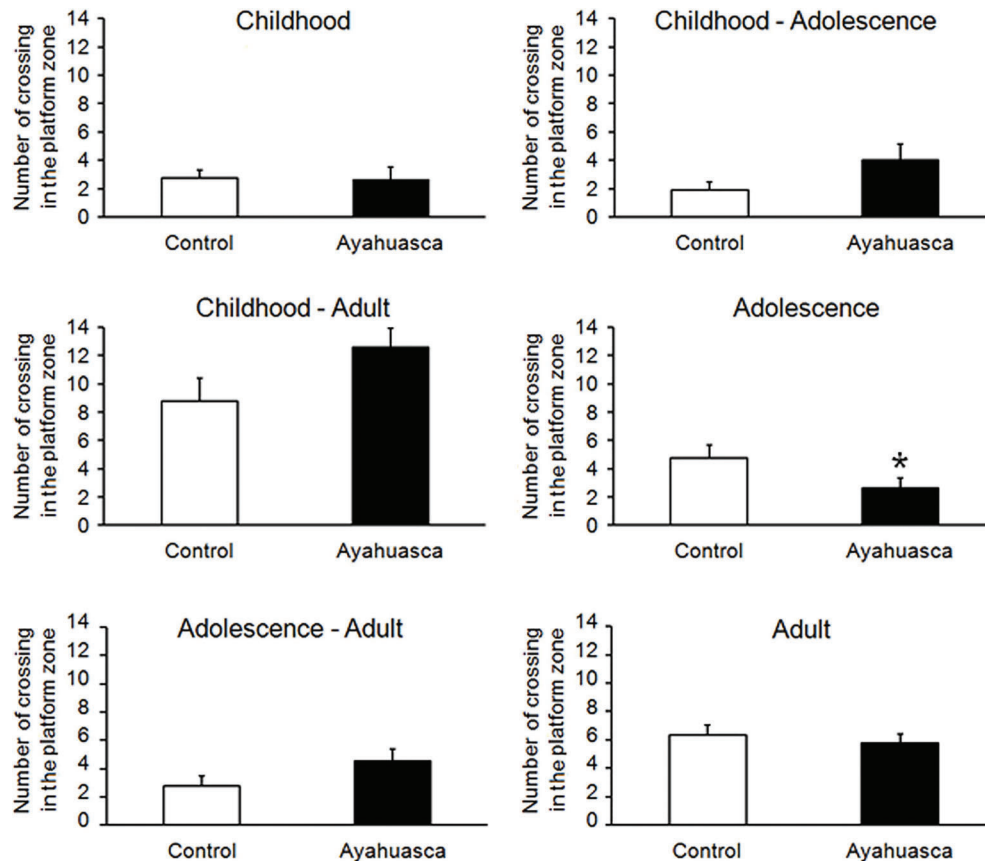 Childhood
Number of crossing
in the platform zone
14
12
10
8
6
4
2
0
Control
Ayahuasca
Childhood - Adolescence
Number of crossing
in the platform zone
14
12
10
8
6
4
2
0
Control
Ayahuasca
Childhood - Adult
Number of crossing
in the platform zone
14
12
10
8
6
4
2
0
Control
Ayahuasca
Adolescence
Number of crossing
in the platform zone
14
12
10
8
6
4
2
0
*
Control
Ayahuasca
Adolescence - Adult
Number of crossing
in the platform zone
14
12
10
8
6
4
2
0
Control
Ayahuasca
Adult
Number of crossing
in the platform zone
14
12
10
8
6
4
2
0
Control
Ayahuasca